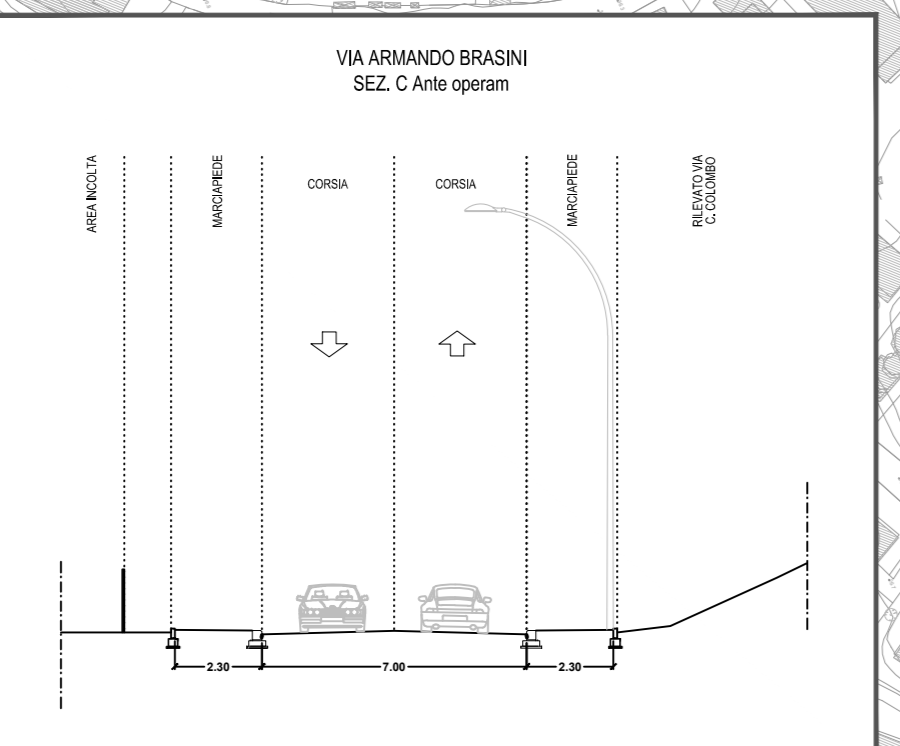 VIA ARMANDO BRASINI
SEZ. C Ante operam
AREA INCOLTA
MARCIAPIEDE
CORSIA
CORSIA
MARCIAPIEDE
RILEVATO VIA
C. COLOMBO
2.30
7.00
2.30